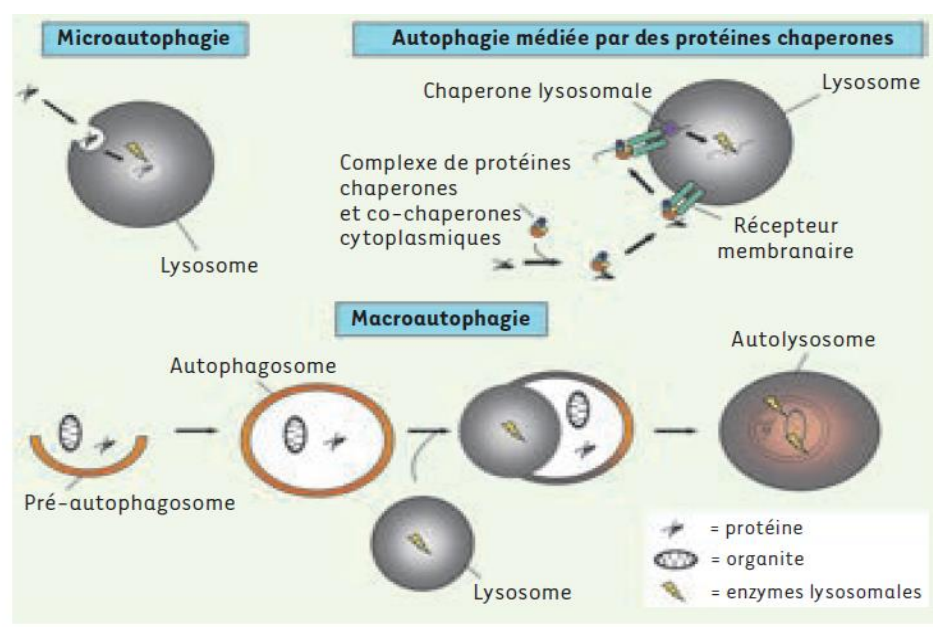 Microautophagie
Lysosome
Autophagie médiée par des protéines chaperones
Chaperone lysosomale
Lysosome
Complexe de protéines
chaperones
et co-chaperones
cytoplasmiques
Récepteur
membranaire
Macroautophagie
Autophagosome
Autolysosome
Pré-autophagosome
Lysosome
= protéine
= organite
= enzymes lysosomales